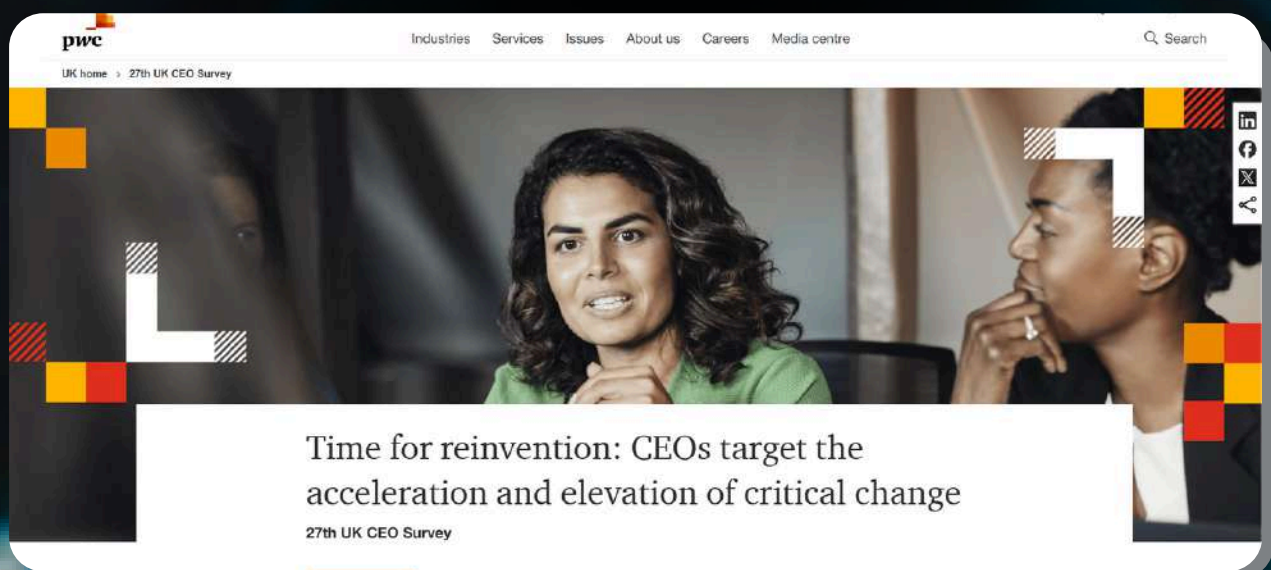 pwc
Industries Services Issues About us Careers Media centre
Search
UK home > 27th UK CEO Survey
in
Time for reinvention: CEOs target the
acceleration and elevation of critical change
27th UK CEO Survey